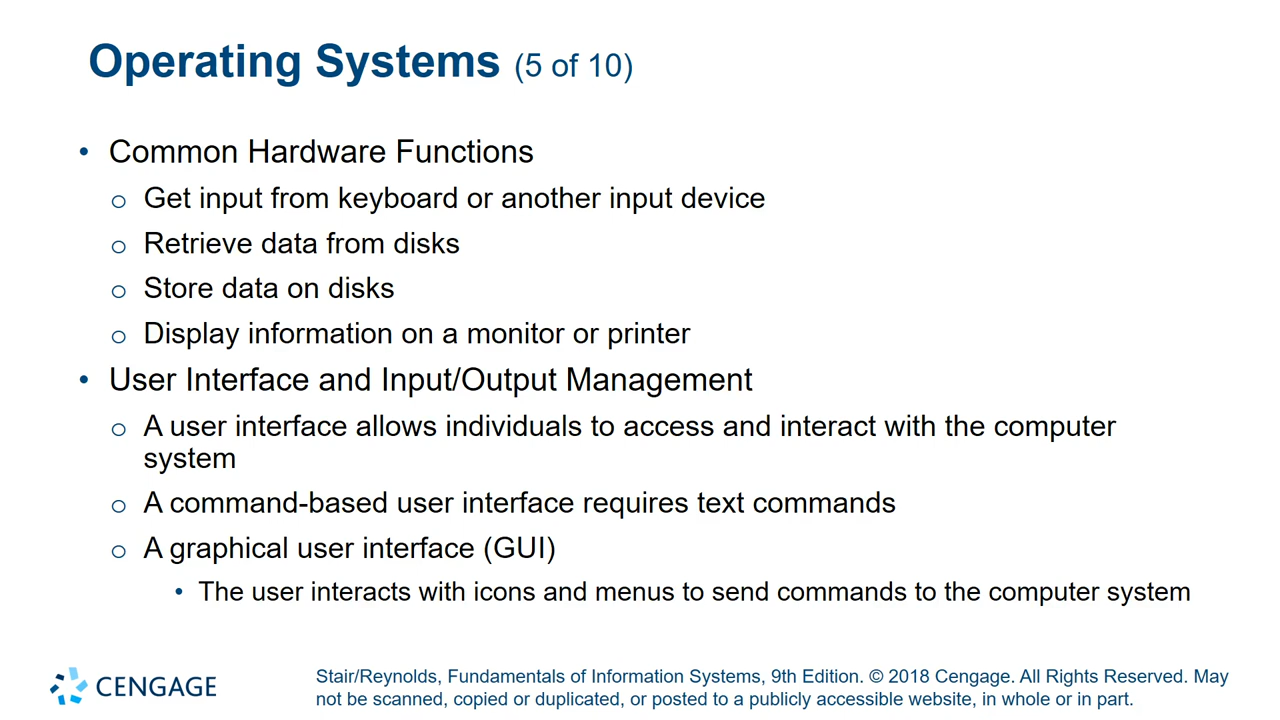 Operating Systems (5 of 10)
• Common Hardware Functions
o Get input from keyboard or another input device
o Retrieve data from disks
o Store data on disks
o Display information on a monitor or printer
• User Interface and Input/Output Management
o A user interface allows individuals to access and interact with the computer
system
o A command-based user interface requires text commands
o A graphical user interface (GUI)
• The user interacts with icons and menus to send commands to the computer system
CENGAGE
Stair/Reynolds, Fundamentals of Information Systems, 9th Edition. © 2018 Cengage. All Rights Reserved. May
not be scanned, copied or duplicated, or posted to a publicly accessible website, in whole or in part.